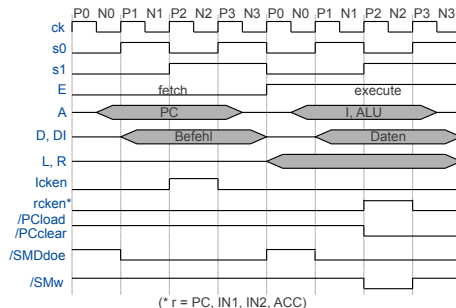 P0 N0 P1 N1 P2 N2 P3 N3 P0 N0 P1 N1 P2 N2 P3 N3
ck
s0
s1
E fetch execute
A PC I, ALU
D, DI Befehl Daten
L, R
Icken
rcken*
/PCload
/PCclear
/SMDdoe
/SMw
(* r = PC, IN1, IN2, ACC)